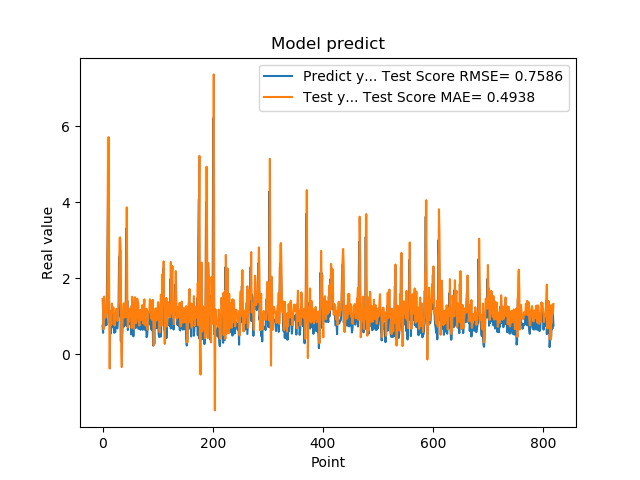 Model predict
Predict y... Test Score RMSE= 0.7586
Test y... Test Score MAE= 0.4938
Real value
6
4
2
0
0 200 400 600 800
Point